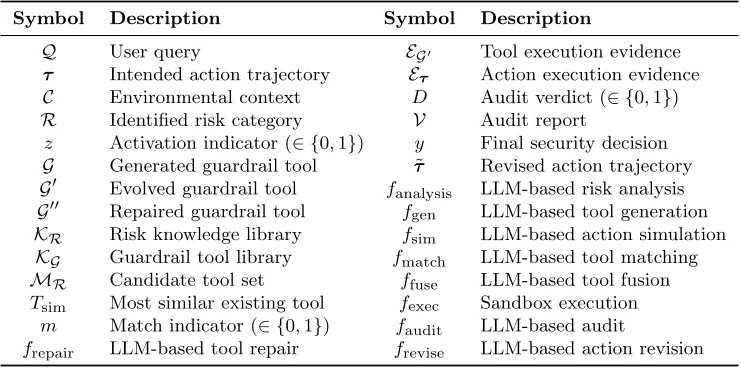 Symbol Description Symbol Description
𝒬 User query ℰ_𝒢′ Tool execution evidence
𝝉 Intended action trajectory ℰ_𝝉 Action execution evidence
𝒞 Environmental context D Audit verdict (∈ {0, 1})
ℛ Identified risk category 𝒱 Audit report
z Activation indicator (∈ {0, 1}) y Final security decision
𝒢 Generated guardrail tool 𝝉̃ Revised action trajectory
𝒢′ Evolved guardrail tool f_analysis LLM-based risk analysis
𝒢″ Repaired guardrail tool f_gen LLM-based tool generation
𝒦_ℛ Risk knowledge library f_sim LLM-based action simulation
𝒦_𝒢 Guardrail tool library f_match LLM-based tool matching
ℳ_ℛ Candidate tool set f_fuse LLM-based tool fusion
T_sim Most similar existing tool f_exec Sandbox execution
m Match indicator (∈ {0, 1}) f_audit LLM-based audit
f_repair LLM-based tool repair f_revise LLM-based action revision